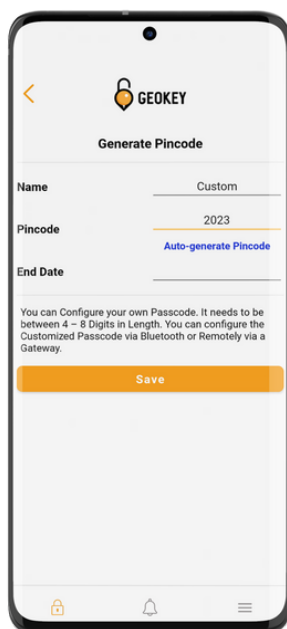 GEOKEY
Generate Pincode
Name Custom
Pincode 2023
Auto-generate Pincode
End Date
You can Configure your own Passcode. It needs to be
between 4 – 8 Digits in Length. You can configure the
Customized Passcode via Bluetooth or Remotely via a
Gateway.
Save